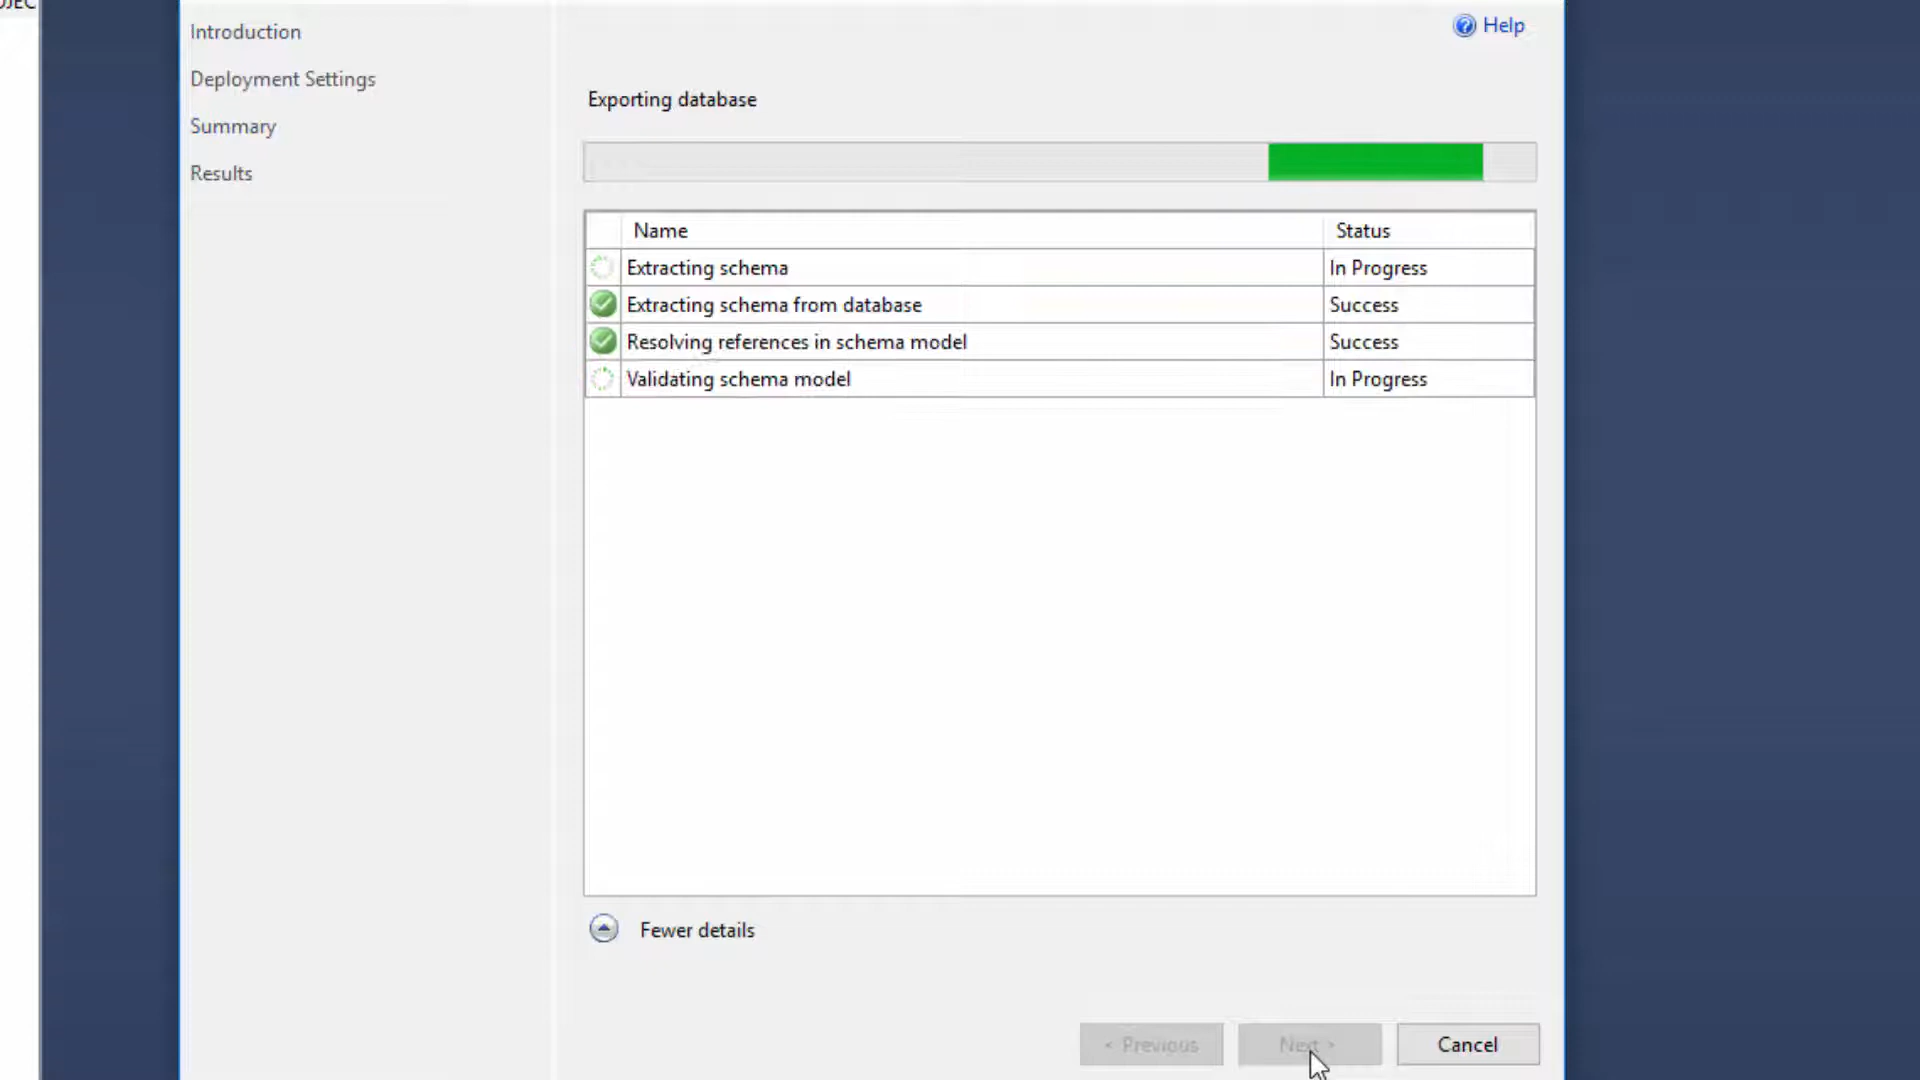 Introduction
Deployment Settings
Summary
Results
Help
Exporting database
Name Status
Extracting schema In Progress
Extracting schema from database Success
Resolving references in schema model Success
Validating schema model In Progress
Fewer details
< Previous Next > Cancel